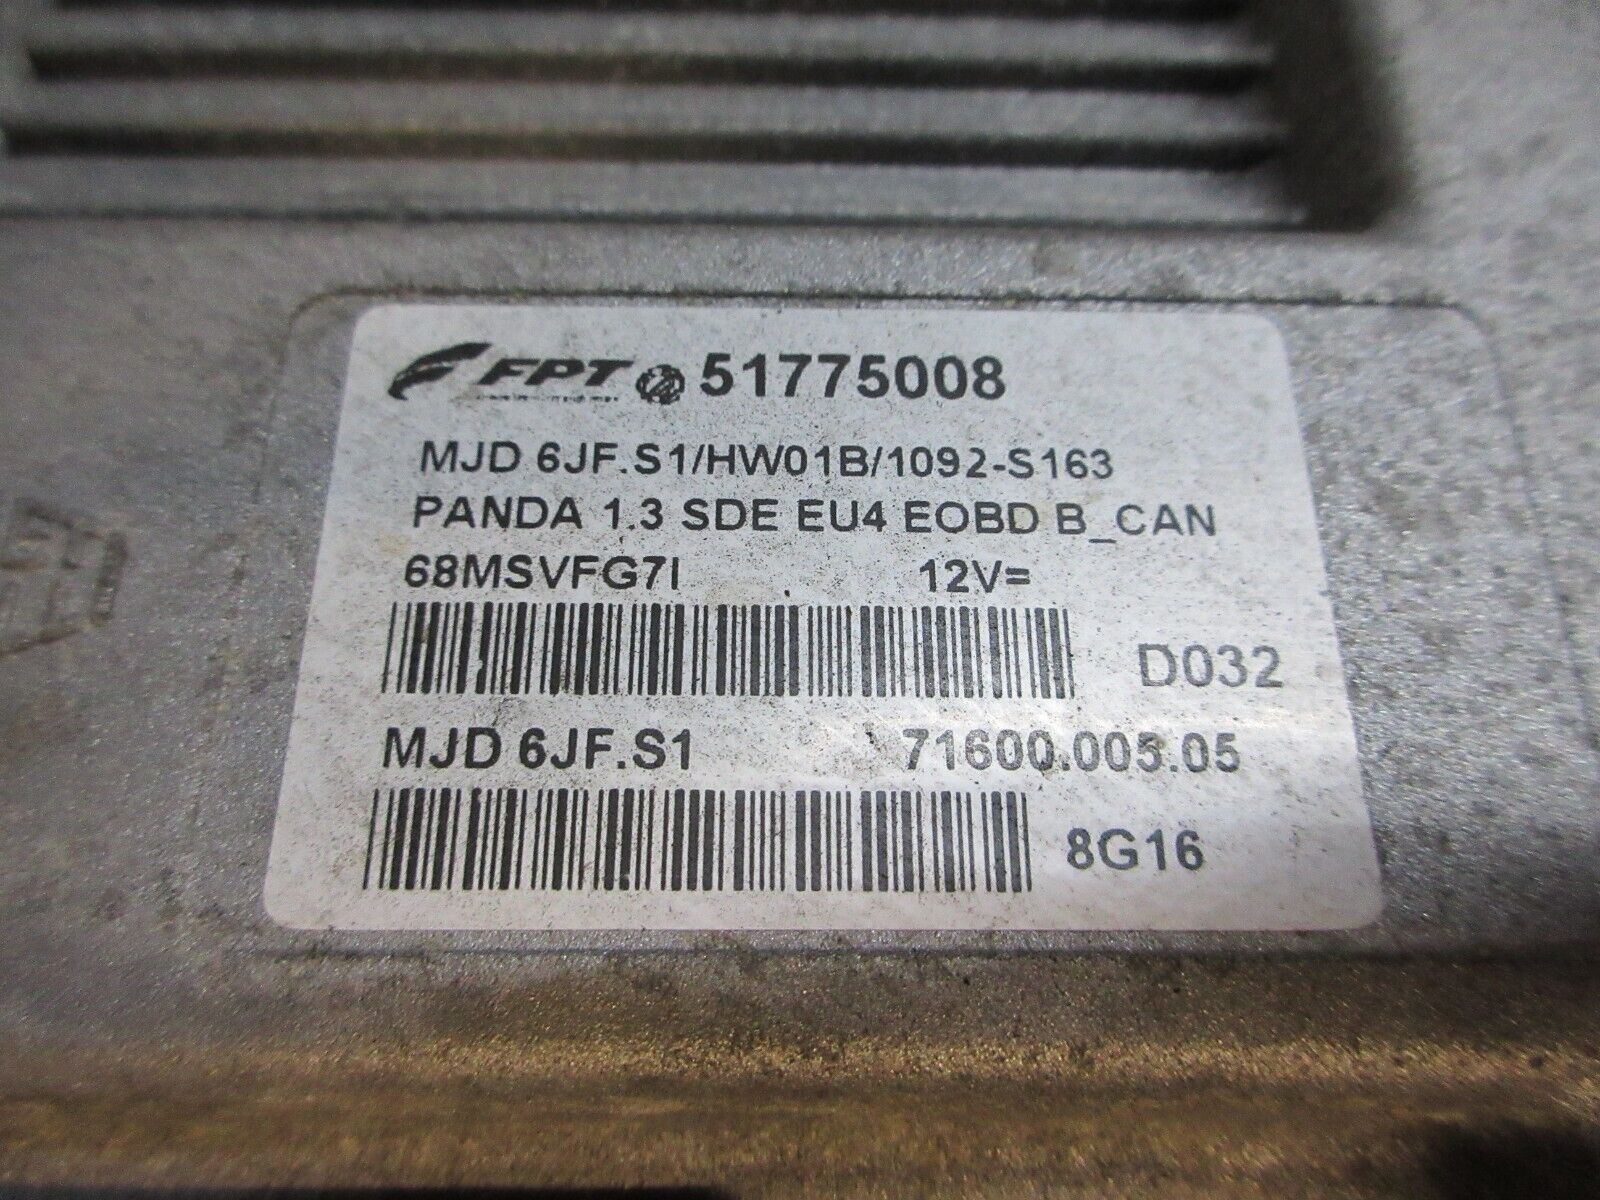 FPT 51775008
MJD 6JF.S1/HW01B/1092-S163
PANDA 1.3 SDE EU4 EOBD B_CAN
68MSVFG7I 12V=
D032
MJD 6JF.S1 71600.005.05
8G16